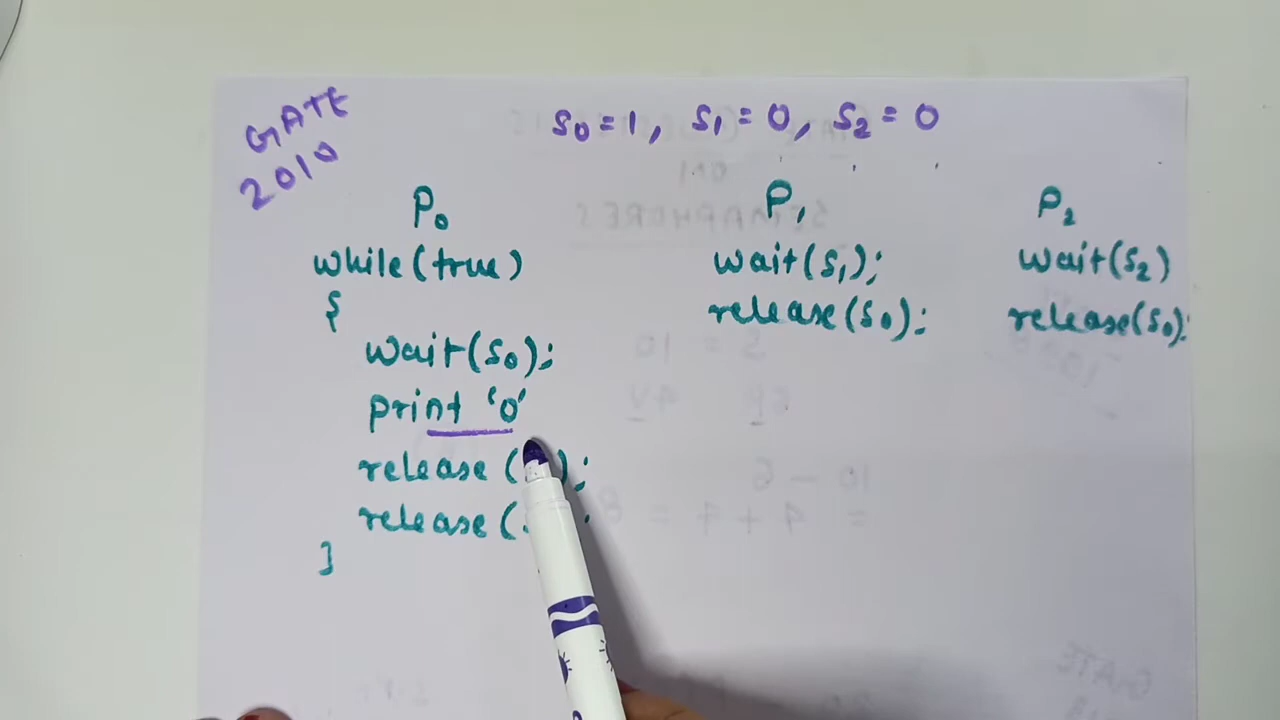 GATE
2010
S0 = 1, S1 = 0, S2 = 0
P0
while (true)
{
wait (S0);
print '0'
release (
);
release (
;
}
P1
wait (S1);
release (S0);
P2
wait (S2)
release (S0);